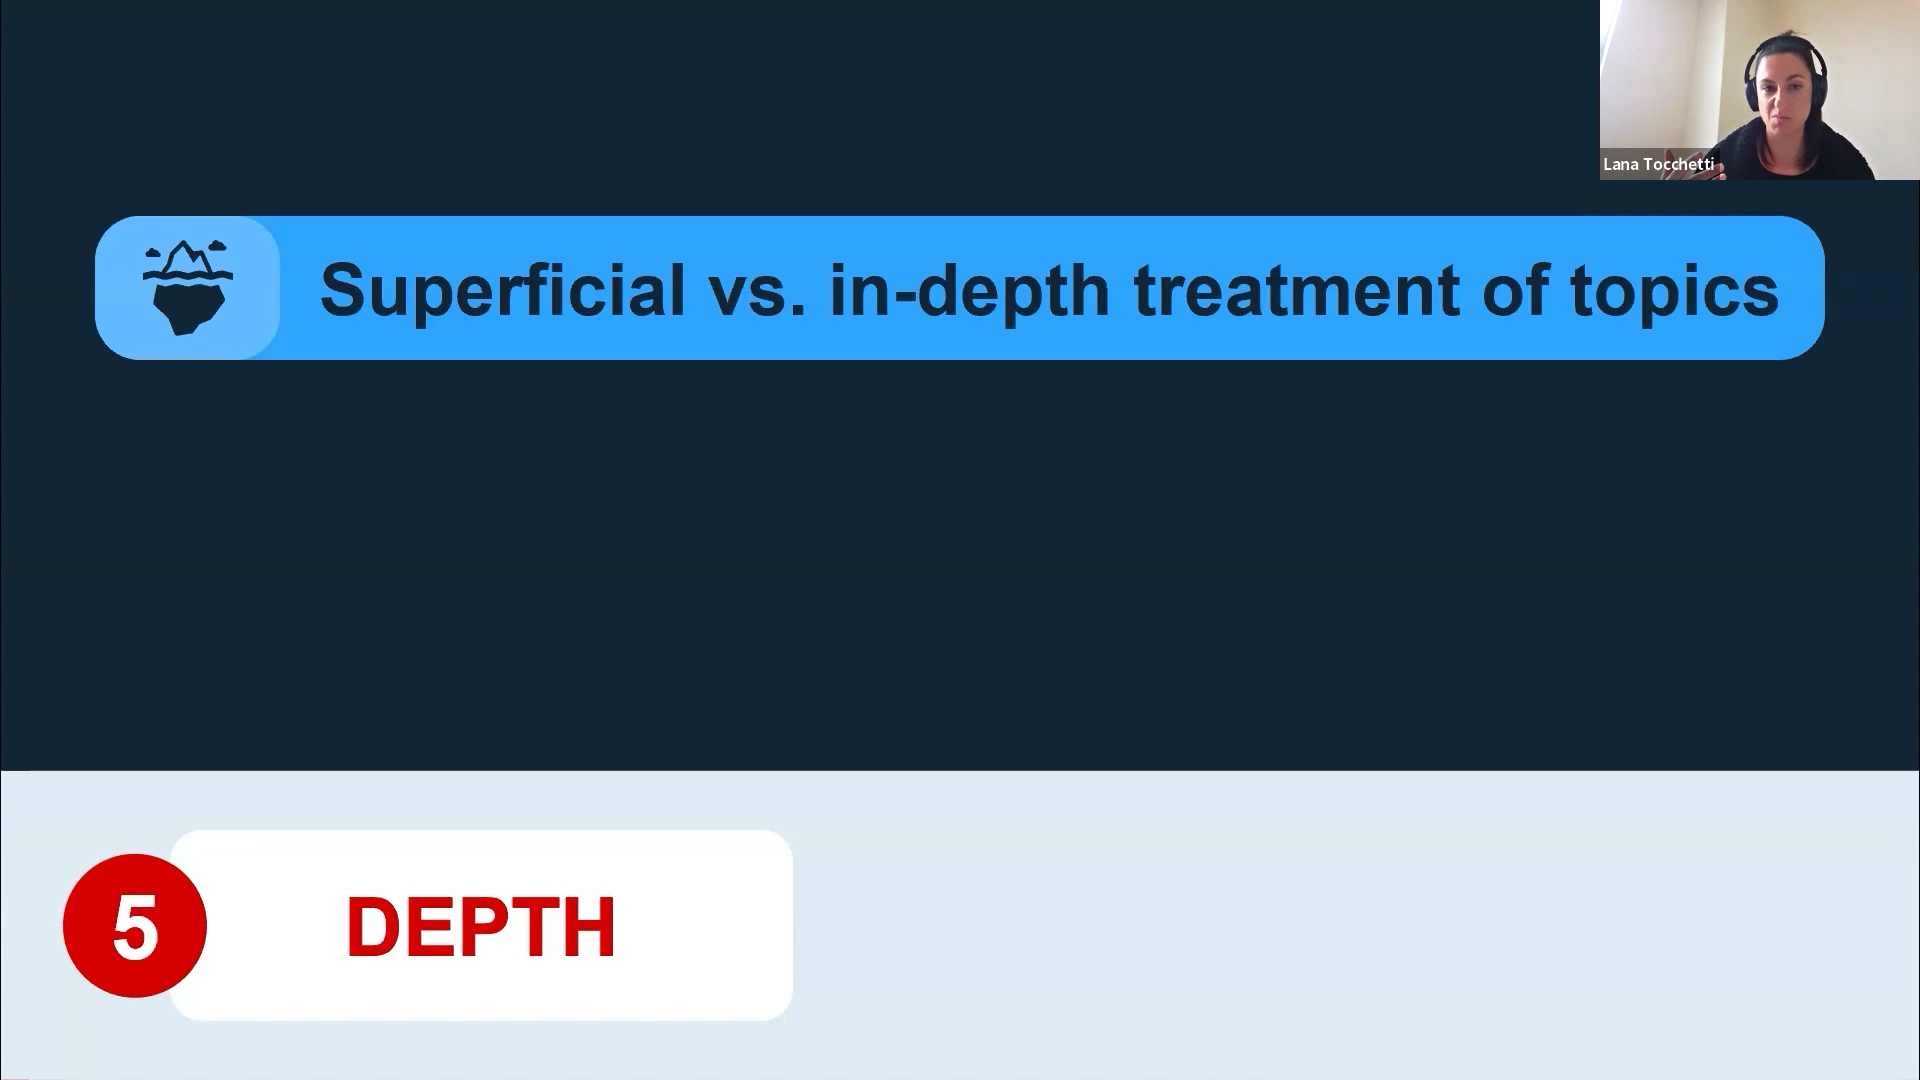 Lana Tocchetti
Superficial vs. in-depth treatment of topics
5
DEPTH